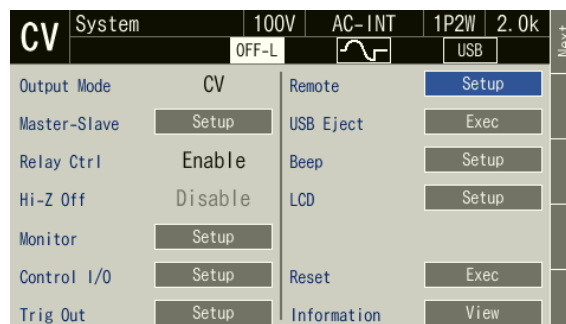 CV System 100V AC-INT 1P2W 2.0k
OFF-L USB
Next
Output Mode CV
Master-Slave Setup
Relay Ctrl Enable
Hi-Z Off Disable
Monitor Setup
Control I/O Setup
Trig Out Setup
Remote Setup
USB Eject Exec
Beep Setup
LCD Setup
Reset Exec
Information View